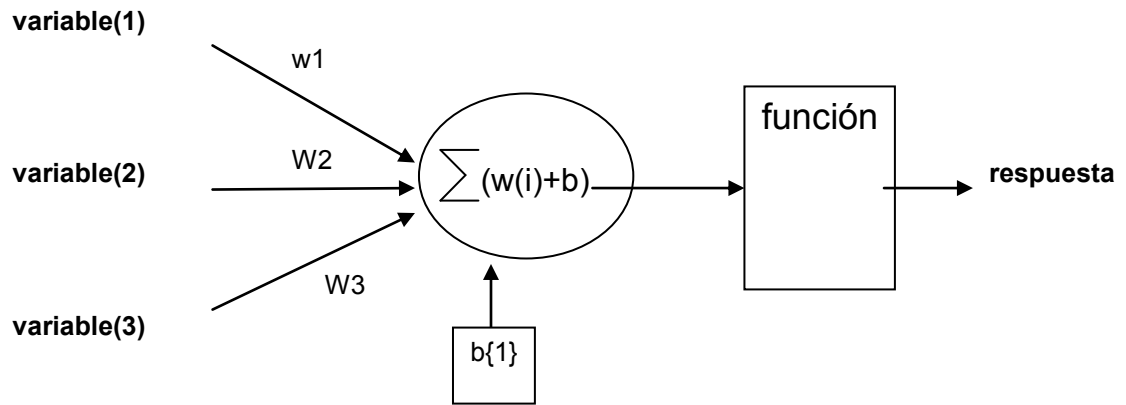 variable(1)
w1
función
W2
variable(2)
∑(w(i)+b)
respuesta
W3
variable(3)
b{1}